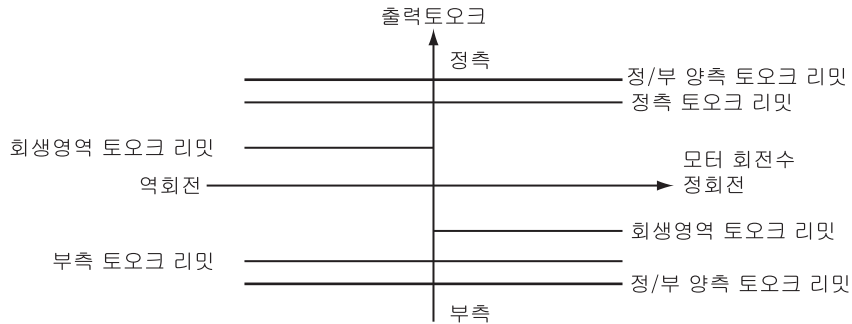 출력토오크
정측
정/부 양측 토오크 리밋
정측 토오크 리밋
회생영역 토오크 리밋
모터 회전수
역회전
정회전
회생영역 토오크 리밋
부측 토오크 리밋
정/부 양측 토오크 리밋
부측